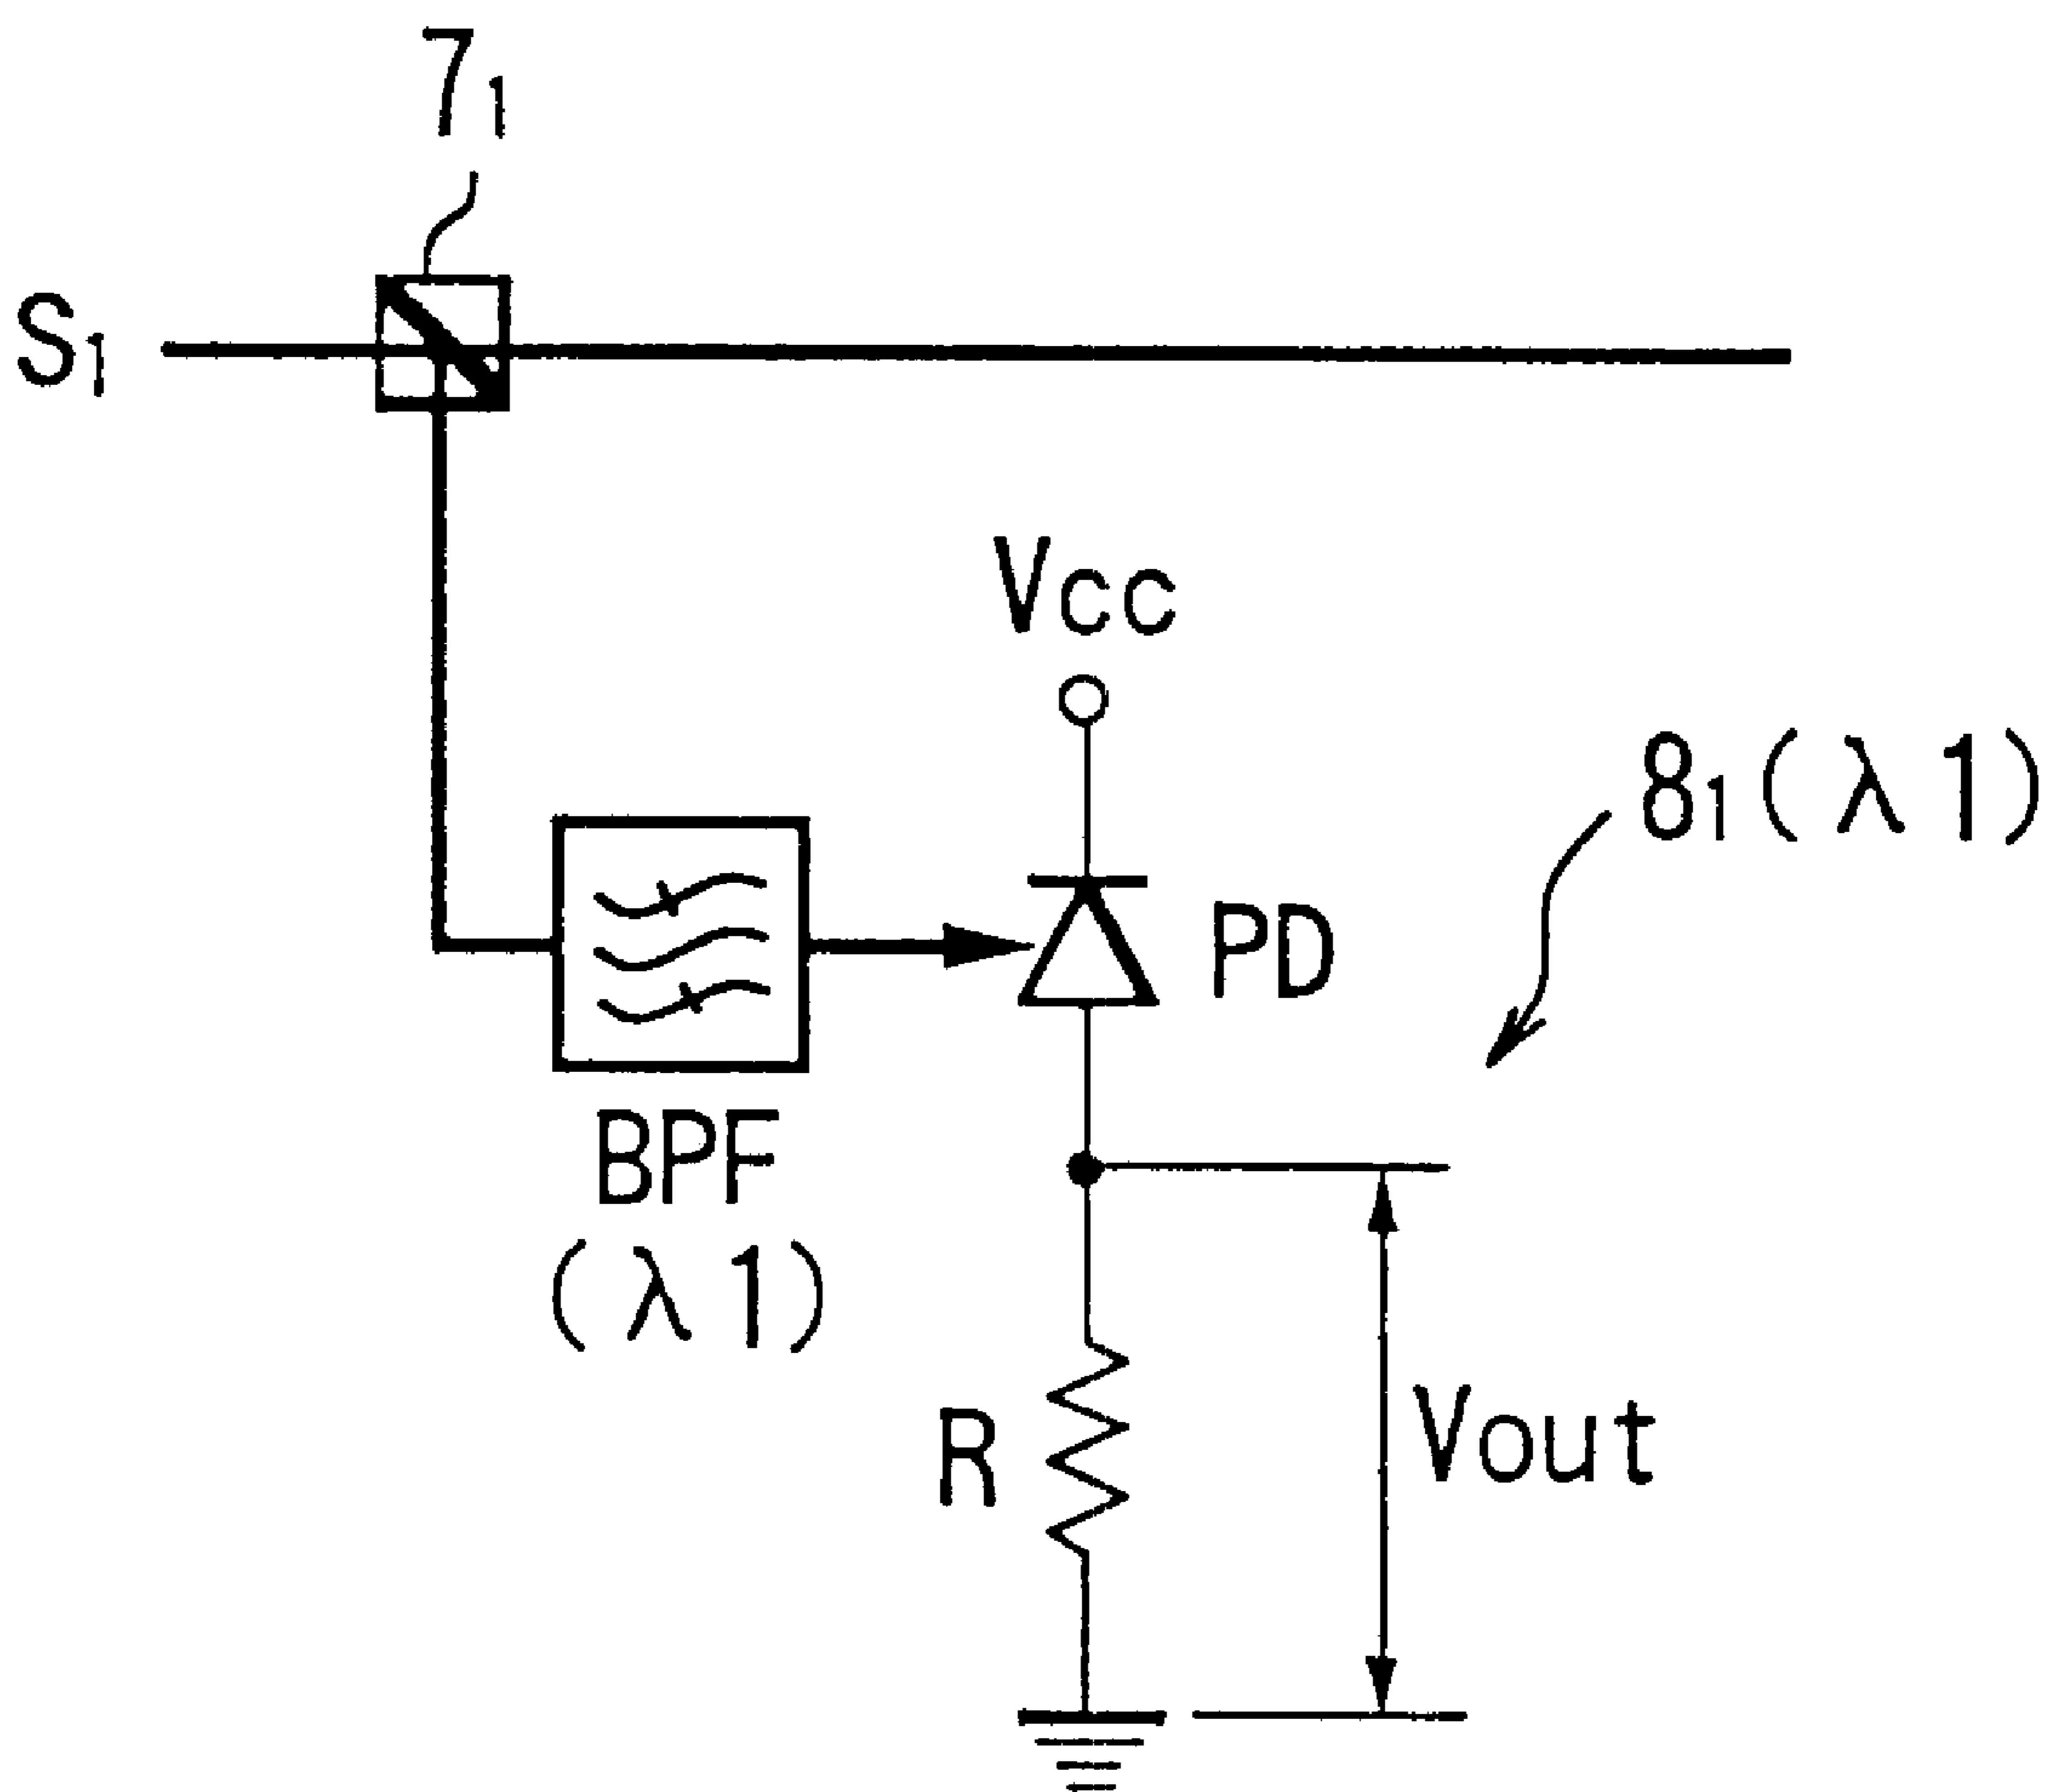 7₁
S₁
Vcc
8₁(λ1)
PD
BPF
(λ1)
R
Vout